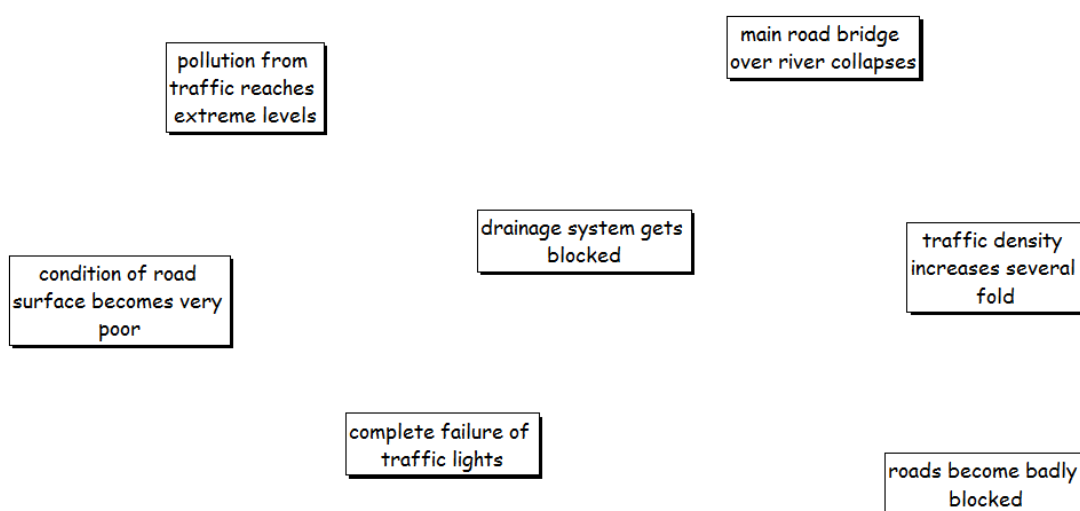 main road bridge
over river collapses
pollution from
traffic reaches
extreme levels
drainage system gets
blocked
traffic density
increases several
fold
condition of road
surface becomes very
poor
complete failure of
traffic lights
roads become badly
blocked